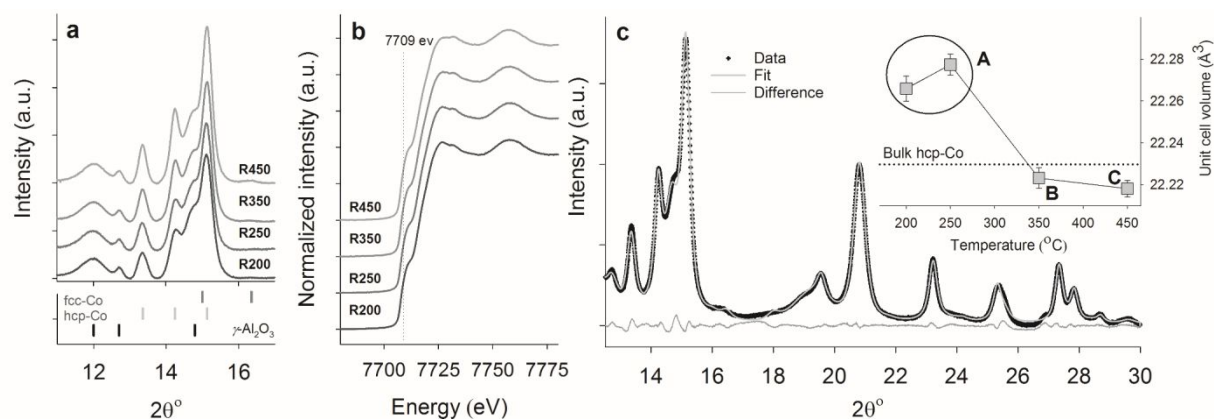 a
Intensity (a.u.)
R450
R350
R250
R200
fcc-Co
hcp-Co
γ-Al2O3
12 14 16
2θ°
b
7709 ev
Normalized intensity (a.u.)
R450
R350
R250
R200
7700 7725 7750 7775
Energy (eV)
c
Intensity (a.u.)
Data
Fit
Difference
A
Bulk hcp-Co
B
C
22.28
22.26
22.24
22.22
Unit cell volume (Å3)
200 250 300 350 400 450
Temperature (oC)
14 16 18 20 22 24 26 28 30
2θ°